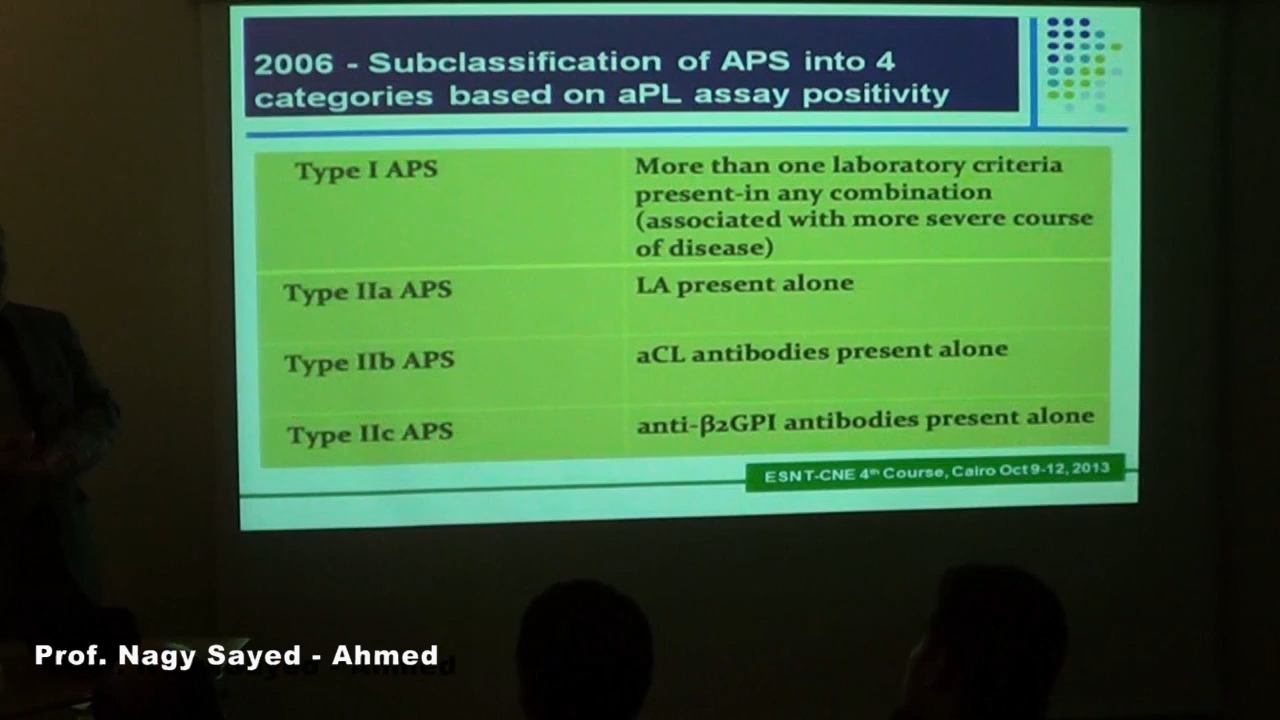 2006 - Subclassification of APS into 4
categories based on aPL assay positivity
Type I APS
More than one laboratory criteria
present-in any combination
(associated with more severe course
of disease)
Type IIa APS
LA present alone
Type IIb APS
aCL antibodies present alone
Type IIc APS
anti-β2GPI antibodies present alone
ESNT-CNE 4th Course, Cairo Oct 9-12, 2013
Prof. Nagy Sayed - Ahmed